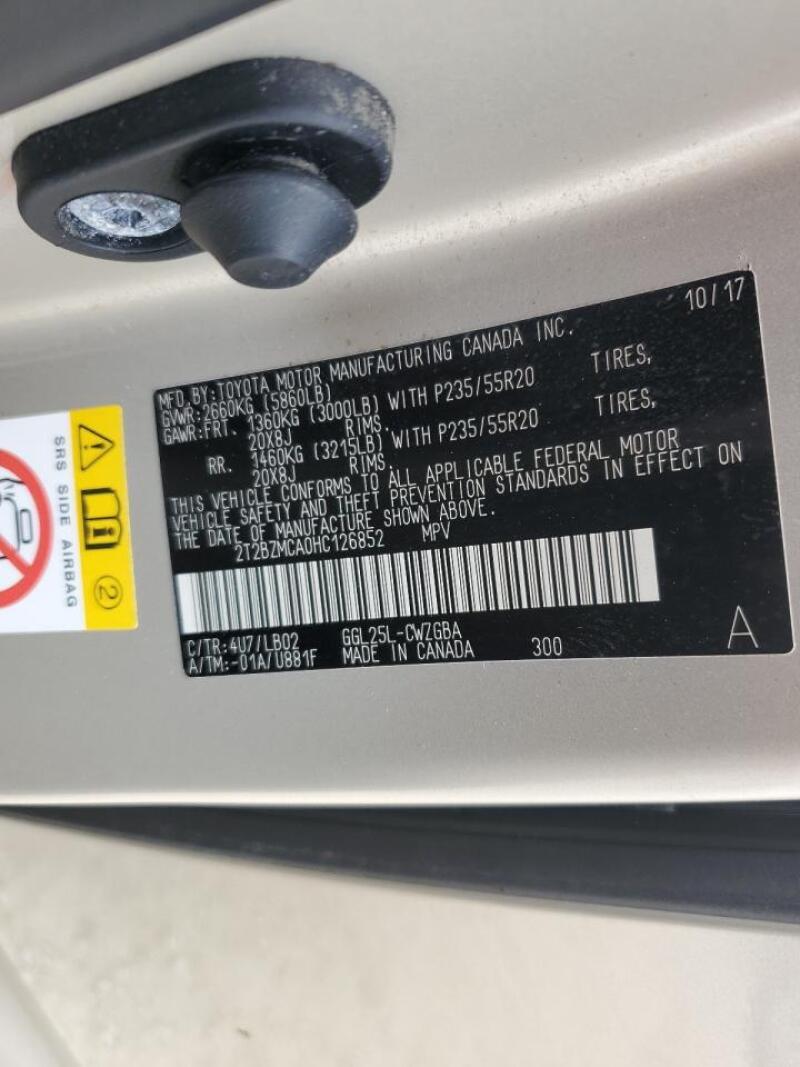 10/17
MFD. BY: TOYOTA MOTOR MANUFACTURING CANADA INC.
GVWR: 2660KG (5860LB)
GAWR: FRT. 1360KG (3000LB) WITH P235/55R20 TIRES,
20X8J RIMS.
RR. 1460KG (3215LB) WITH P235/55R20 TIRES,
20X8J RIMS.
THIS VEHICLE CONFORMS TO ALL APPLICABLE FEDERAL MOTOR
VEHICLE SAFETY AND THEFT PREVENTION STANDARDS IN EFFECT ON
THE DATE OF MANUFACTURE SHOWN ABOVE.
2T2BZMCA0HC126852 MPV
C/TR: 4U7/LB02 GGL25L-CWZGBA
A/TM:-01A/U881F MADE IN CANADA 300 A
SRS SIDE AIRBAG
2